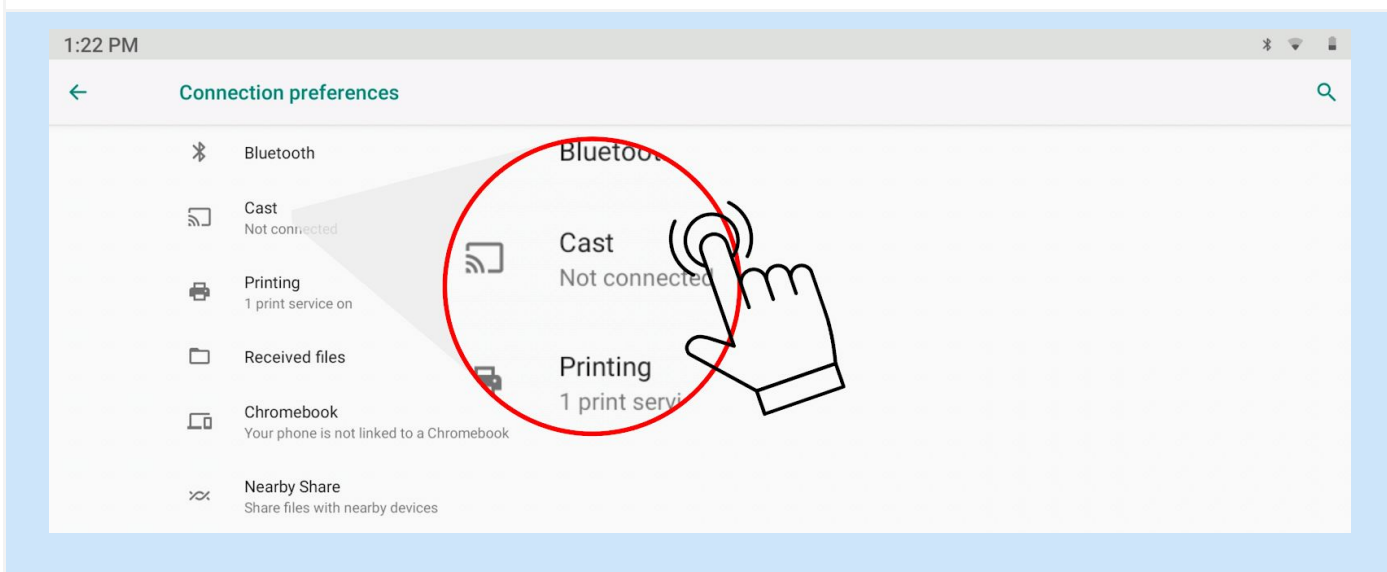 1:22 PM
Connection preferences
Bluetooth
Cast
Not connected
Printing
1 print service on
Received files
Chromebook
Your phone is not linked to a Chromebook
Nearby Share
Share files with nearby devices
Bluetoo
Cast
Not connected
Printing
1 print servi